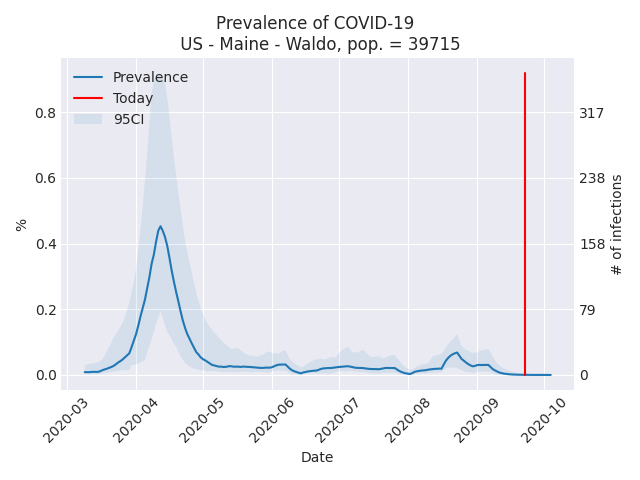 Prevalence of COVID-19
US - Maine - Waldo, pop. = 39715
Prevalence
Today
95CI
0.8
0.6
0.4
0.2
0.0
%
317
238
158
79
0
# of infections
2020-03
2020-04
2020-05
2020-06
2020-07
2020-08
2020-09
2020-10
Date